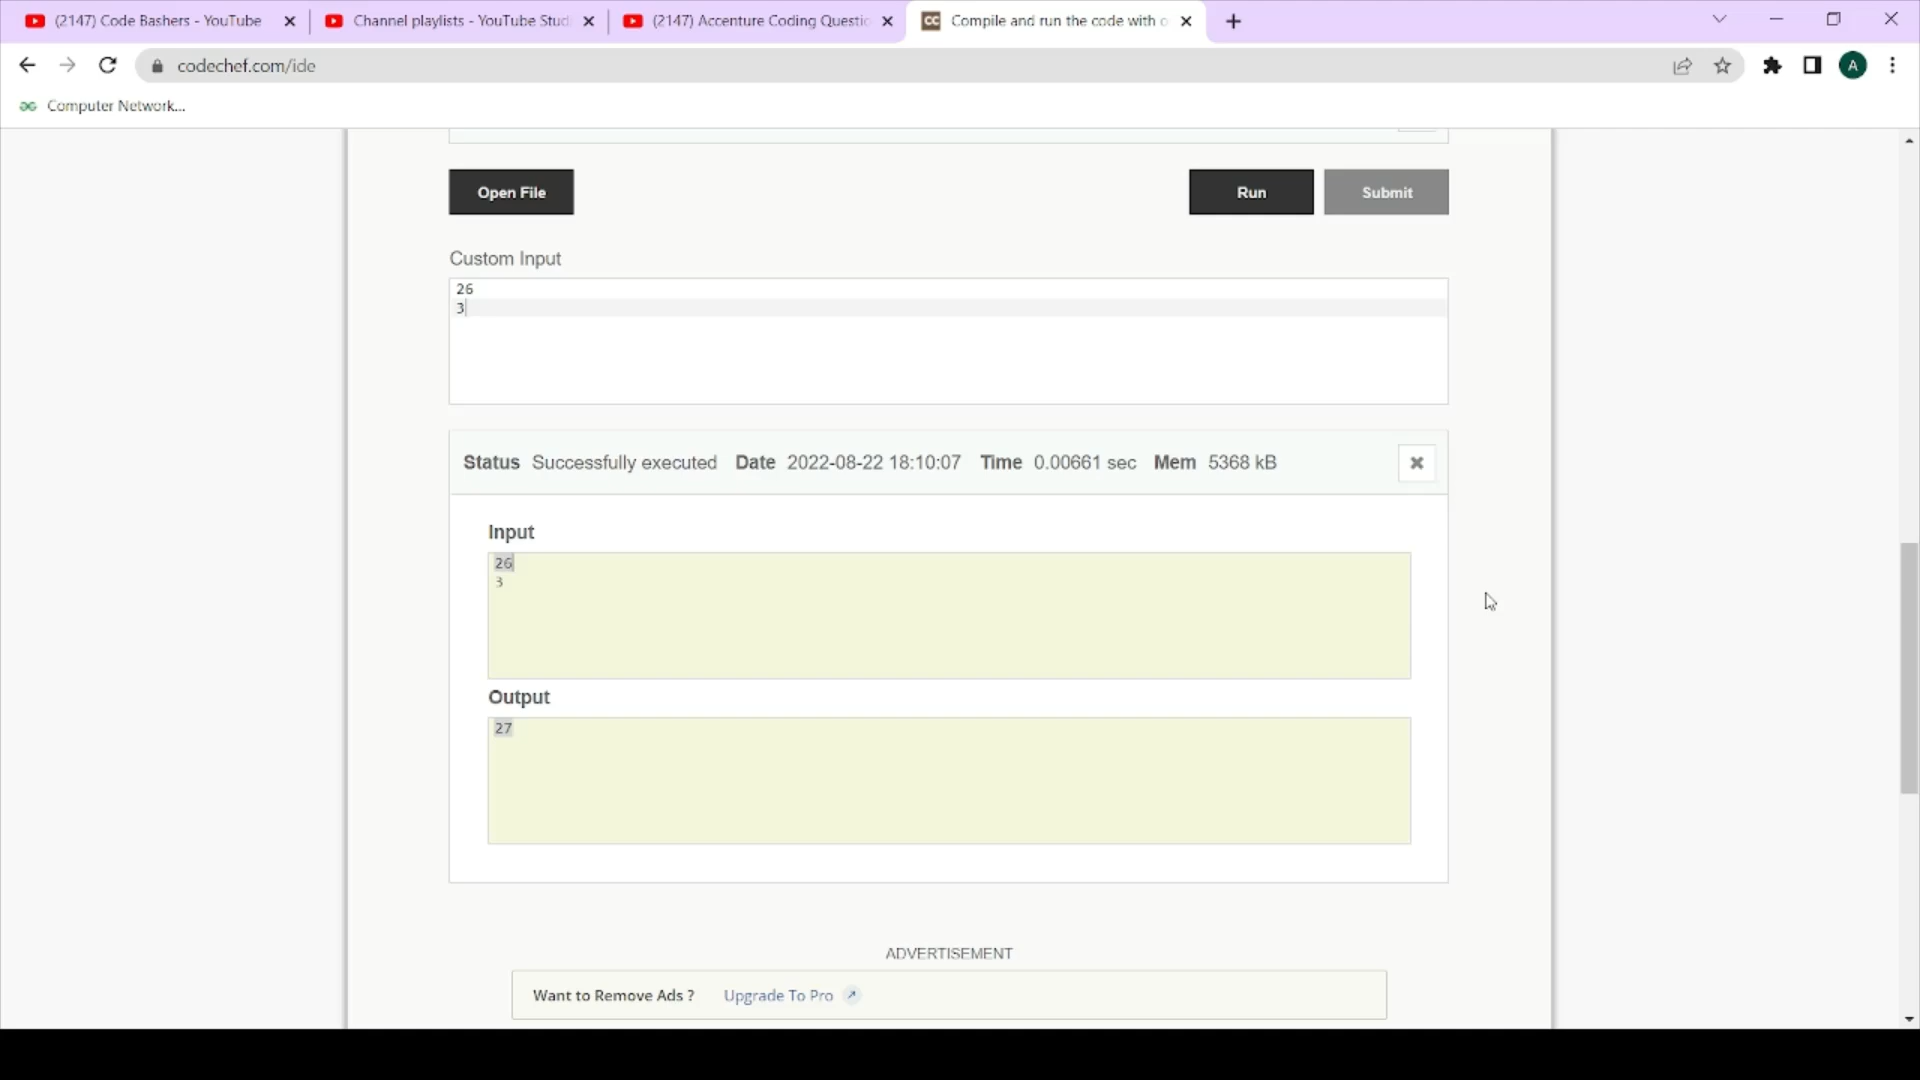 (2147) Code Bashers - YouTube
Channel playlists - YouTube Stud
(2147) Accenture Coding Questio
CC
Compile and run the code with o
codechef.com/ide
A
Computer Network...
Open File
Run
Submit
Custom Input
26
3
Status Successfully executed Date 2022-08-22 18:10:07 Time 0.00661 sec Mem 5368 kB
Input
26
3
Output
27
ADVERTISEMENT
Want to Remove Ads ? Upgrade To Pro